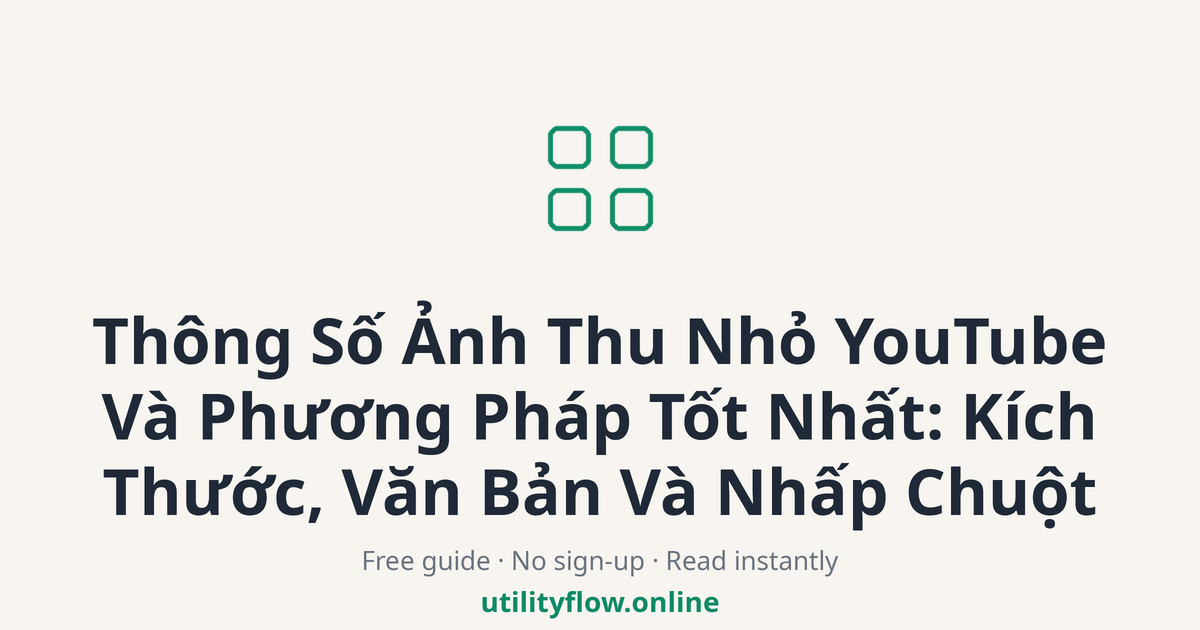 Thông Số Ảnh Thu Nhỏ YouTube
Và Phương Pháp Tốt Nhất: Kích
Thước, Văn Bản Và Nhấp Chuột
Free guide · No sign-up · Read instantly
utilityflow.online